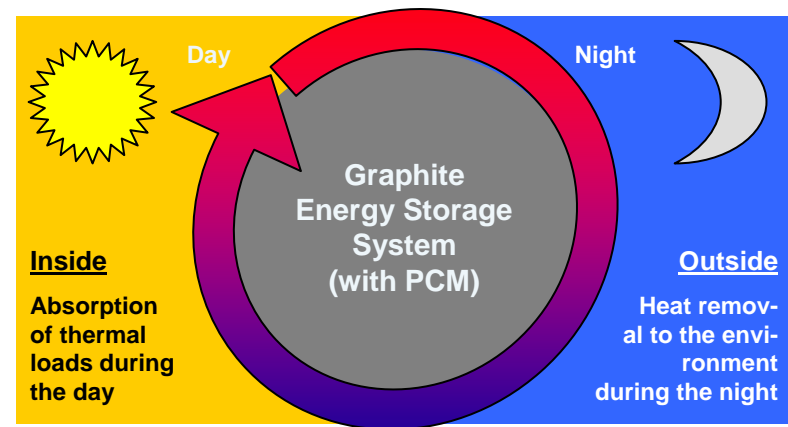 Day
Night
Graphite
Energy Storage
System
(with PCM)
Inside
Absorption
of thermal
loads during
the day
Outside
Heat remov-
al to the envi-
ronment
during the night